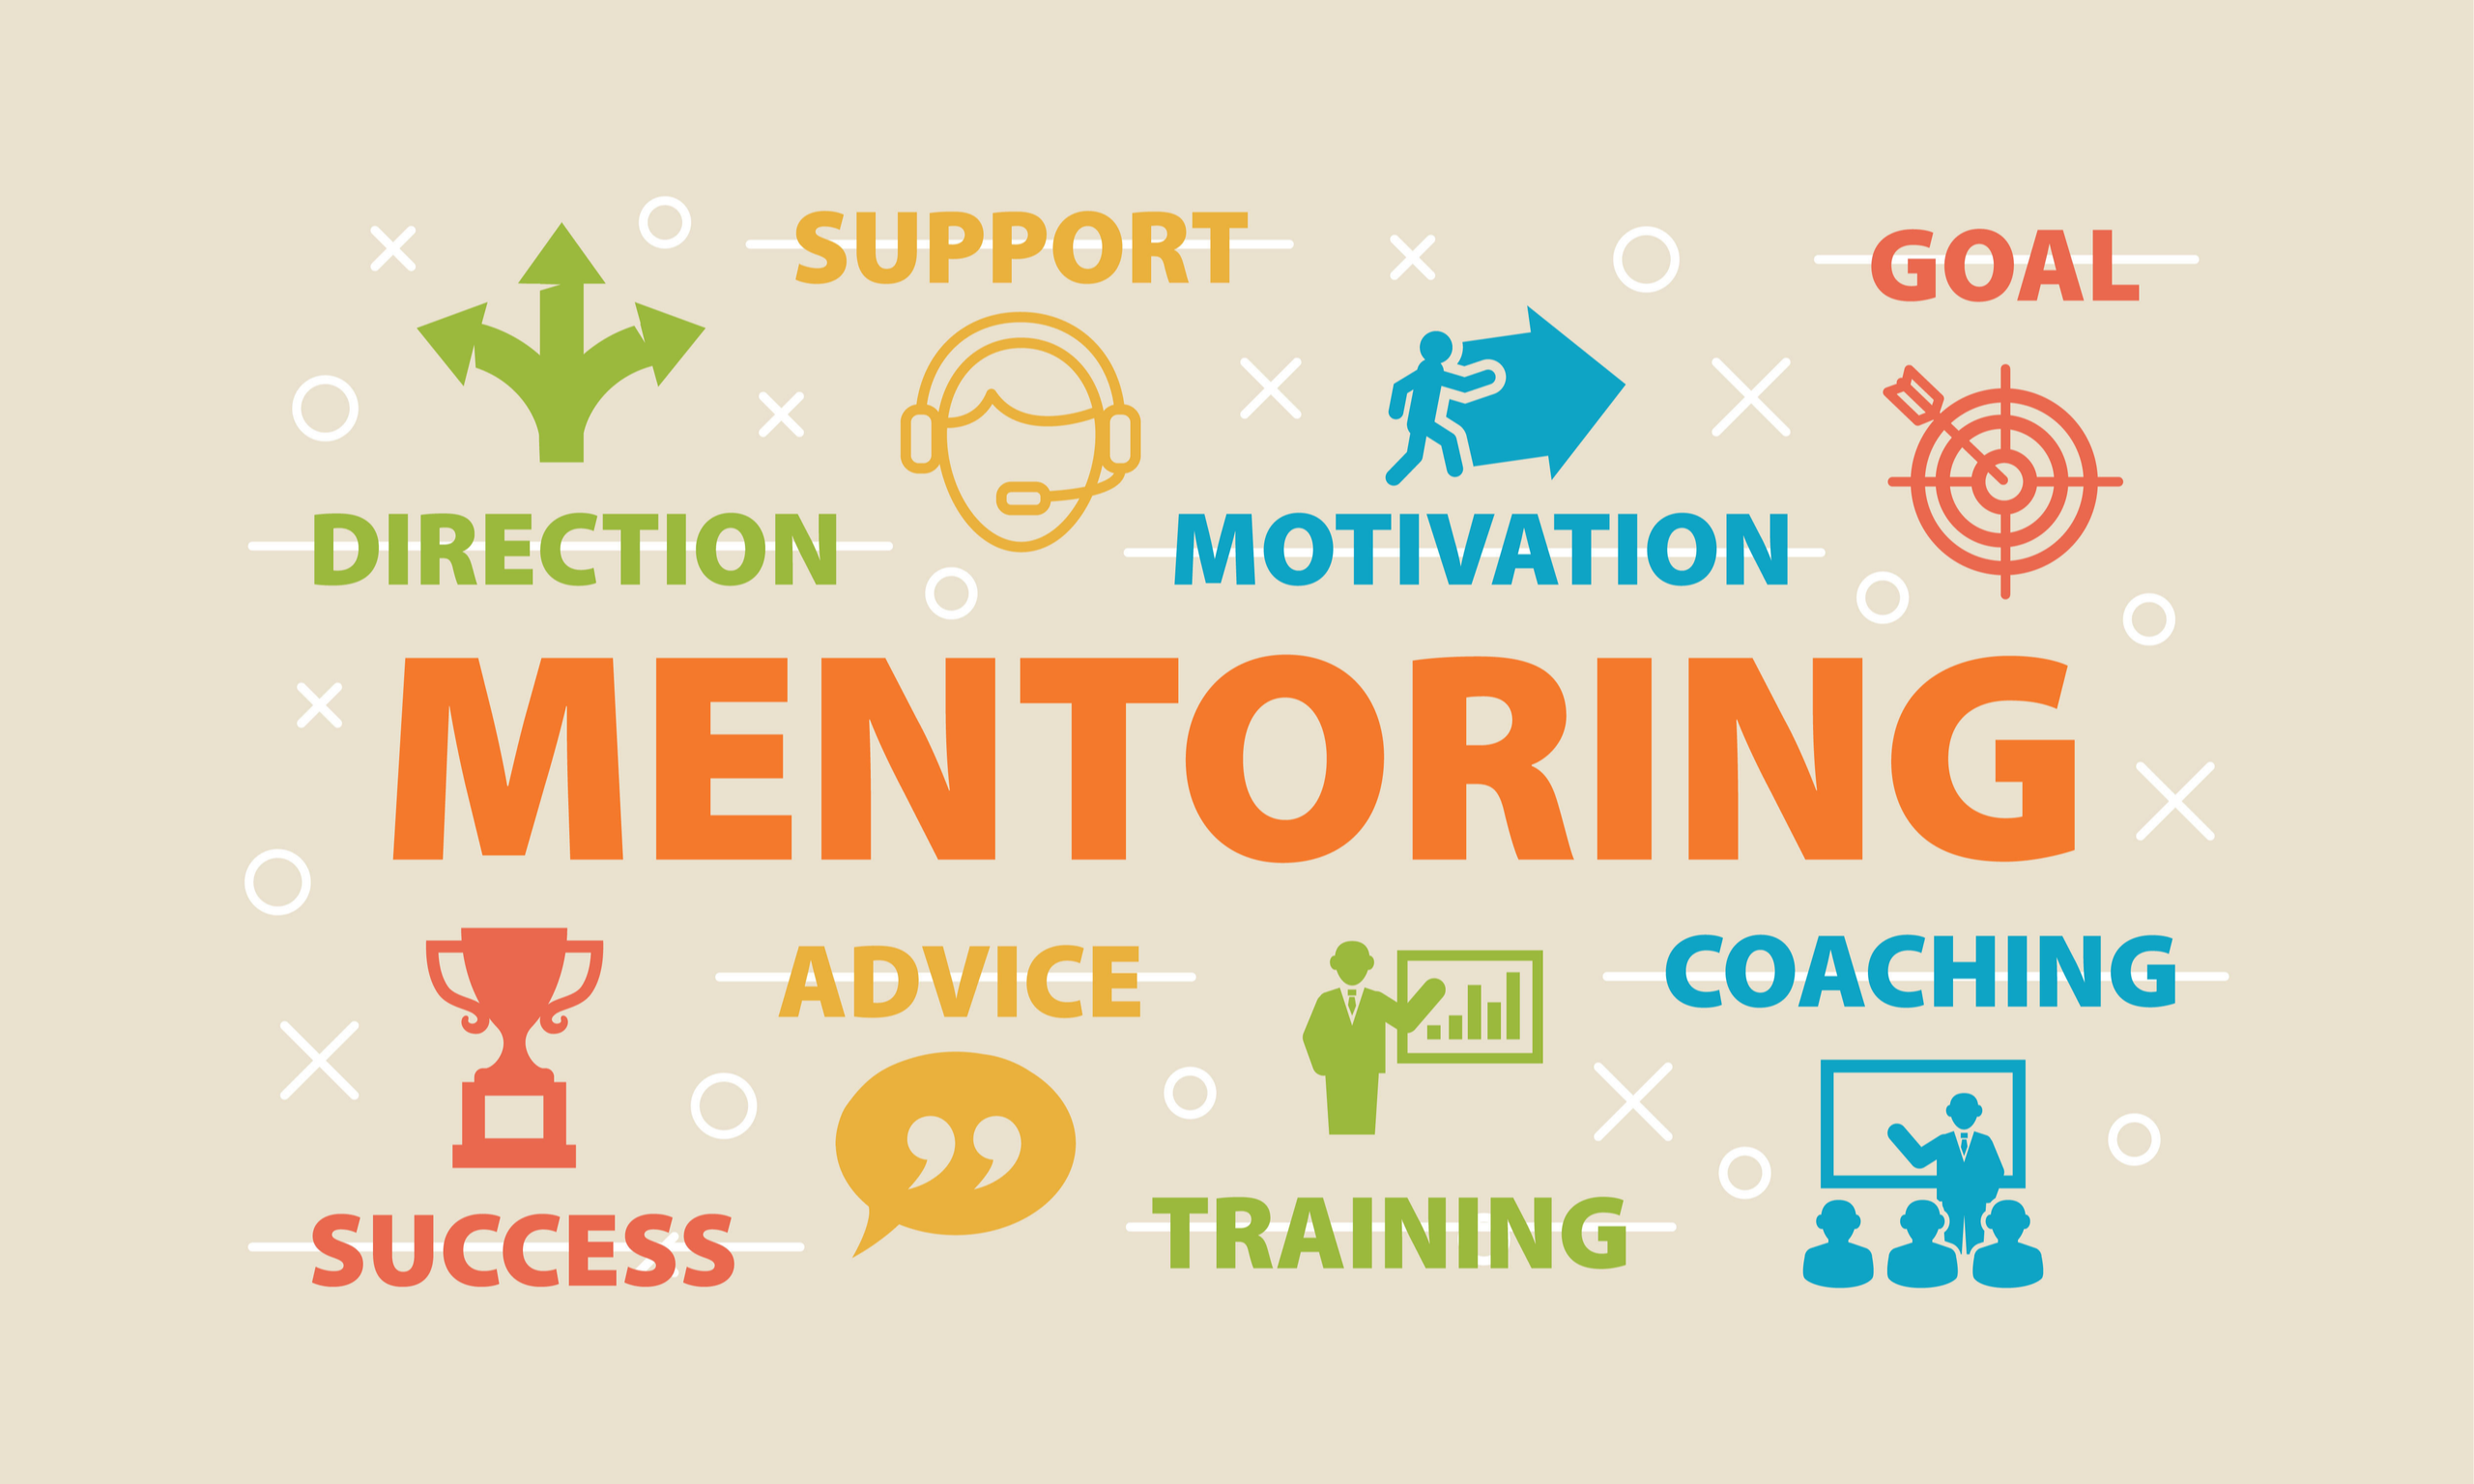 SUPPORT
GOAL
DIRECTION
MOTIVATION
MENTORING
ADVICE
COACHING
SUCCESS
TRAINING